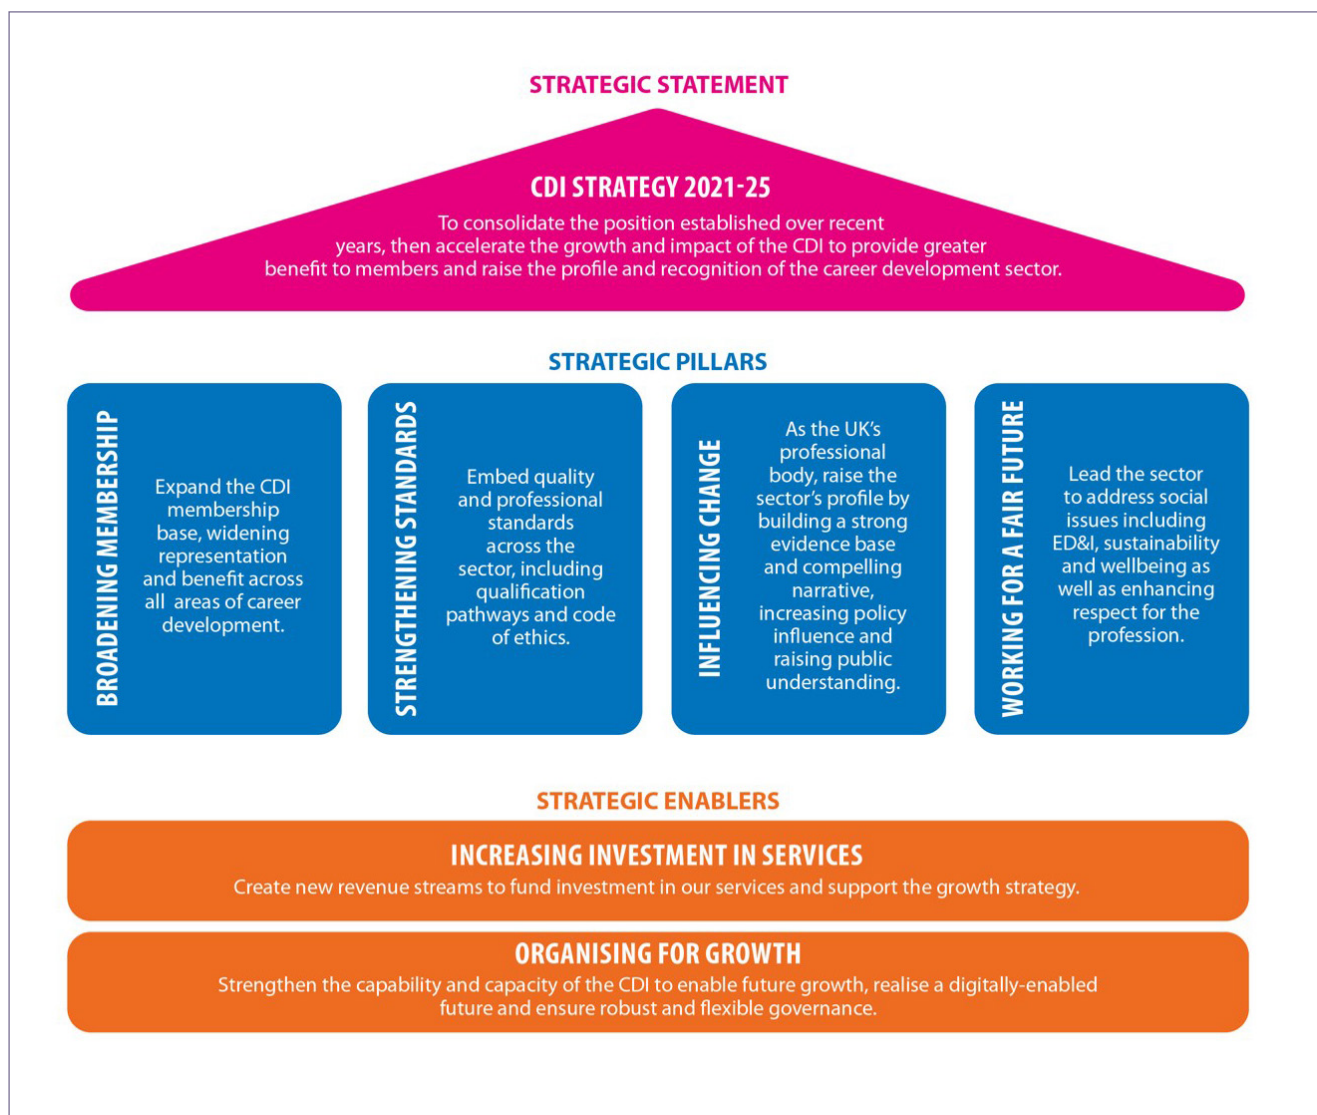 STRATEGIC STATEMENT
CDI STRATEGY 2021-25
To consolidate the position established over recent
years, then accelerate the growth and impact of the CDI to provide greater
benefit to members and raise the profile and recognition of the career development sector.
STRATEGIC PILLARS
BROADENING MEMBERSHIP
Expand the CDI
membership
base, widening
representation
and benefit across
all areas of career
development.
STRENGTHENING STANDARDS
Embed quality
and professional
standards
across the
sector, including
qualification
pathways and code
of ethics.
INFLUENCING CHANGE
As the UK’s
professional
body, raise the
sector’s profile by
building a strong
evidence base
and compelling
narrative,
increasing policy
influence and
raising public
understanding.
WORKING FOR A FAIR FUTURE
Lead the sector
to address social
issues including
ED&I, sustainability
and wellbeing as
well as enhancing
respect for the
profession.
STRATEGIC ENABLERS
INCREASING INVESTMENT IN SERVICES
Create new revenue streams to fund investment in our services and support the growth strategy.
ORGANISING FOR GROWTH
Strengthen the capability and capacity of the CDI to enable future growth, realise a digitally-enabled
future and ensure robust and flexible governance.